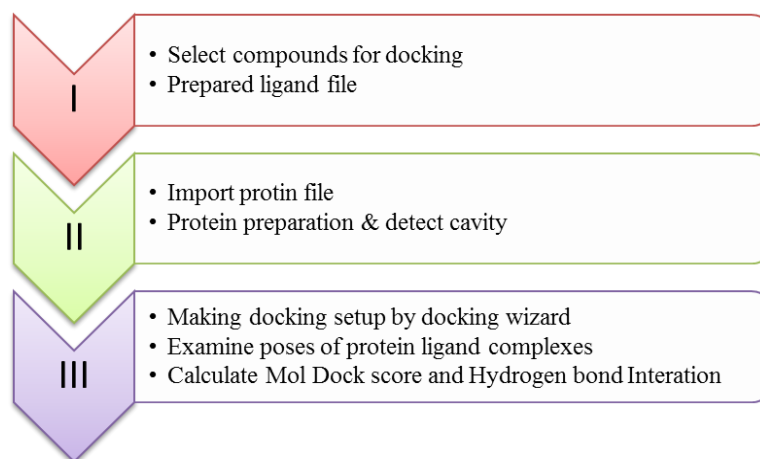 I
• Select compounds for docking
• Prepared ligand file
II
• Import protin file
• Protein preparation & detect cavity
III
• Making docking setup by docking wizard
• Examine poses of protein ligand complexes
• Calculate Mol Dock score and Hydrogen bond Interation